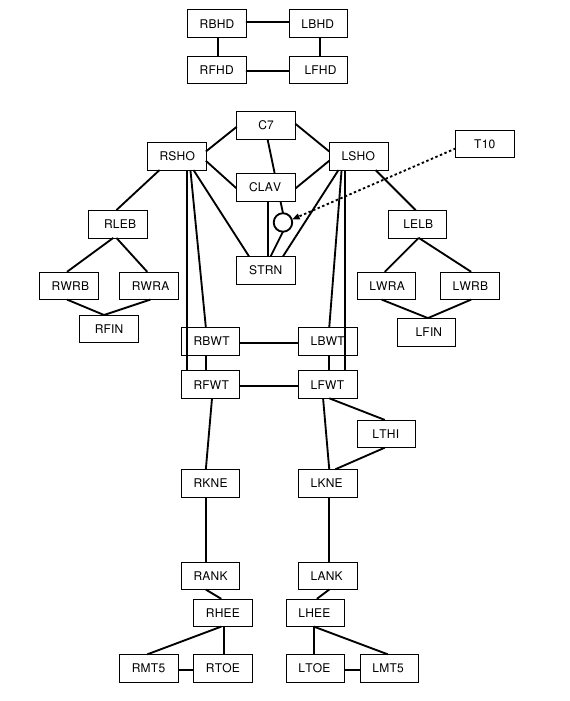 RBHD LBHD
RFHD LFHD
C7
T10
RSHO LSHO
CLAV
RLEB LELB
STRN
RWRB RWRA LWRA LWRB
RFIN LFIN
RBWT LBWT
RFWT LFWT
LTHI
RKNE LKNE
RANK LANK
RHEE LHEE
RMT5 RTOE LTOE LMT5